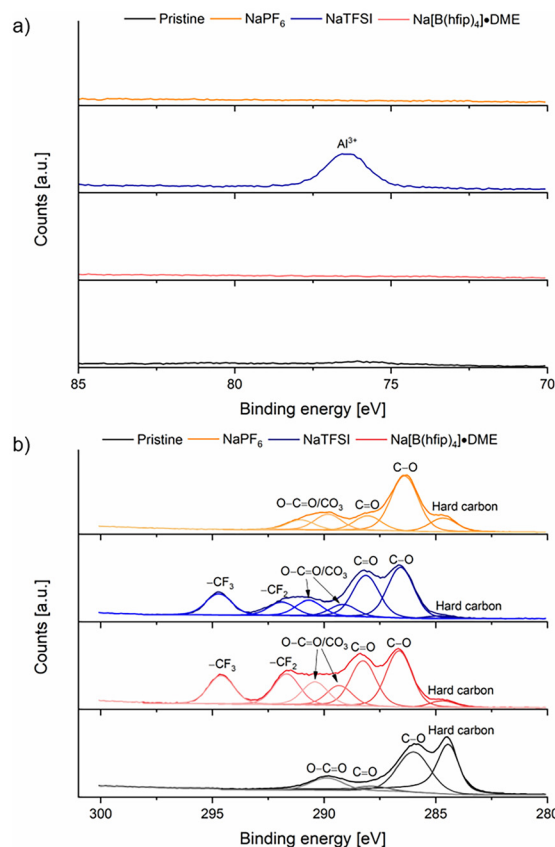 a)
Pristine NaPF₆ NaTFSI Na[B(hfip)₄]•DME
Al³⁺
Counts [a.u.]
85 80 75 70
Binding energy [eV]
b)
Pristine NaPF₆ NaTFSI Na[B(hfip)₄]•DME
C–O
O–C=O/CO₃ C=O Hard carbon
O–C=O/CO₃ C=O C–O
–CF₃ –CF₂ Hard carbon
O–C=O/CO₃ C=O C–O
–CF₃ –CF₂ Hard carbon
Hard carbon
C–O
O–C=O C=O
Counts [a.u.]
300 295 290 285 280
Binding energy [eV]